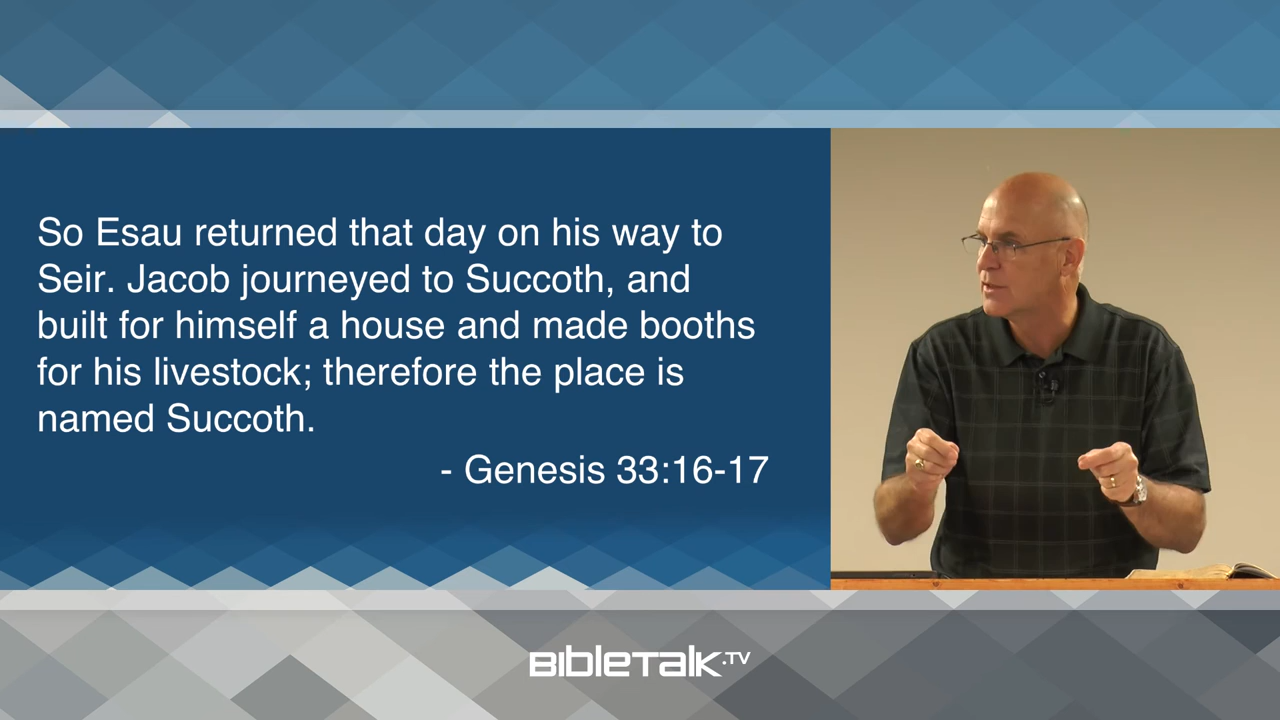 So Esau returned that day on his way to
Seir. Jacob journeyed to Succoth, and
built for himself a house and made booths
for his livestock; therefore the place is
named Succoth.
- Genesis 33:16-17
BIBLETALK.TV